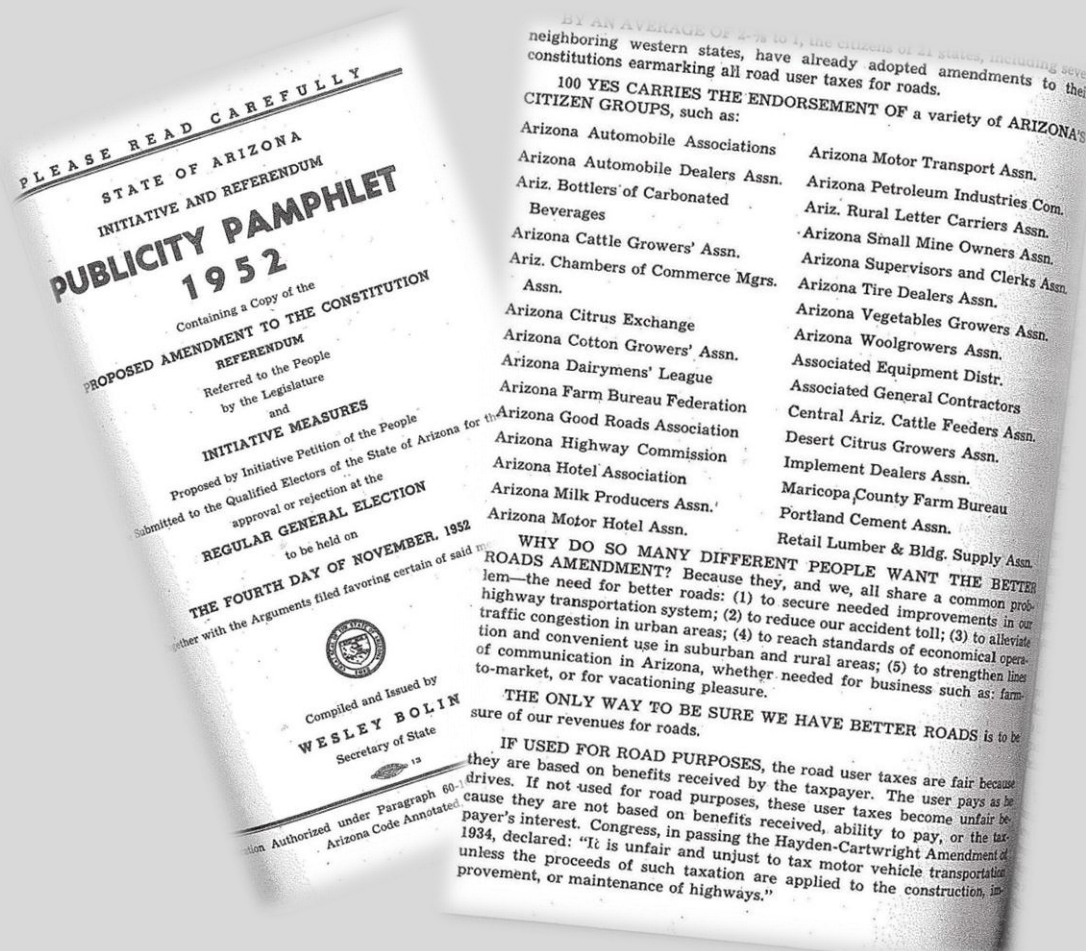 PLEASE READ CAREFULLY
STATE OF ARIZONA
INITIATIVE AND REFERENDUM
PUBLICITY PAMPHLET
1952
Containing a Copy of the
PROPOSED AMENDMENT TO THE CONSTITUTION
REFERENDUM
Referred to the People
by the Legislature
and
INITIATIVE MEASURES
Proposed by Initiative Petition of the People
Submitted to the Qualified Electors of the State of Arizona for
approval or rejection at the
REGULAR GENERAL ELECTION
to be held on
THE FOURTH DAY OF NOVEMBER, 1952
with the Arguments filed favoring certain of said
Compiled and Issued by
WESLEY BOLIN
Secretary of State
Authorized under Paragraph
Arizona Code Annotated
BY AN AVERAGE OF to 1, the citizens of 21 states, including
neighboring western states, have already adopted amendments to
constitutions earmarking all road user taxes for roads.
100 YES CARRIES THE ENDORSEMENT OF a variety of ARIZONA'S
CITIZEN GROUPS, such as:
Arizona Automobile Associations
Arizona Automobile Dealers Assn.
Ariz. Bottlers of Carbonated
Beverages
Arizona Cattle Growers' Assn.
Ariz. Chambers of Commerce Mgrs.
Assn.
Arizona Citrus Exchange
Arizona Cotton Growers' Assn.
Arizona Dairymens' League
Arizona Farm Bureau Federation
Arizona Good Roads Association
Arizona Highway Commission
Arizona Hotel Association
Arizona Milk Producers Assn.
Arizona Motor Hotel Assn.
Arizona Motor Transport Assn.
Arizona Petroleum Industries Com.
Ariz. Rural Letter Carriers Assn.
Arizona Small Mine Owners Assn.
Arizona Supervisors and Clerks Assn.
Arizona Tire Dealers Assn.
Arizona Vegetables Growers Assn.
Arizona Woolgrowers Assn.
Associated Equipment Distr.
Associated General Contractors
Central Ariz. Cattle Feeders Assn.
Desert Citrus Growers Assn.
Implement Dealers Assn.
Maricopa County Farm Bureau
Portland Cement Assn.
Retail Lumber & Bldg. Supply Assn.
WHY DO SO MANY DIFFERENT PEOPLE WANT THE BETTER
ROADS AMENDMENT? Because they, and we, all share a common prob-
lem—the need for better roads: (1) to secure needed improvements in our
highway transportation system; (2) to reduce our accident toll; (3) to alleviate
traffic congestion in urban areas; (4) to reach standards of economical opera-
tion and convenient use in suburban and rural areas; (5) to strengthen lines
of communication in Arizona, whether needed for business such as: farm-
to-market, or for vacationing pleasure.
THE ONLY WAY TO BE SURE WE HAVE BETTER ROADS is to be
sure of our revenues for roads.
IF USED FOR ROAD PURPOSES, the road user taxes are fair because
they are based on benefits received by the taxpayer. The user pays as he
drives. If not used for road purposes, these user taxes become unfair be-
cause they are not based on benefits received, ability to pay, or the tax-
payer's interest. Congress, in passing the Hayden-Cartwright Amendment of
1934, declared: "It is unfair and unjust to tax motor vehicle transportation
unless the proceeds of such taxation are applied to the construction, im-
provement, or maintenance of highways."